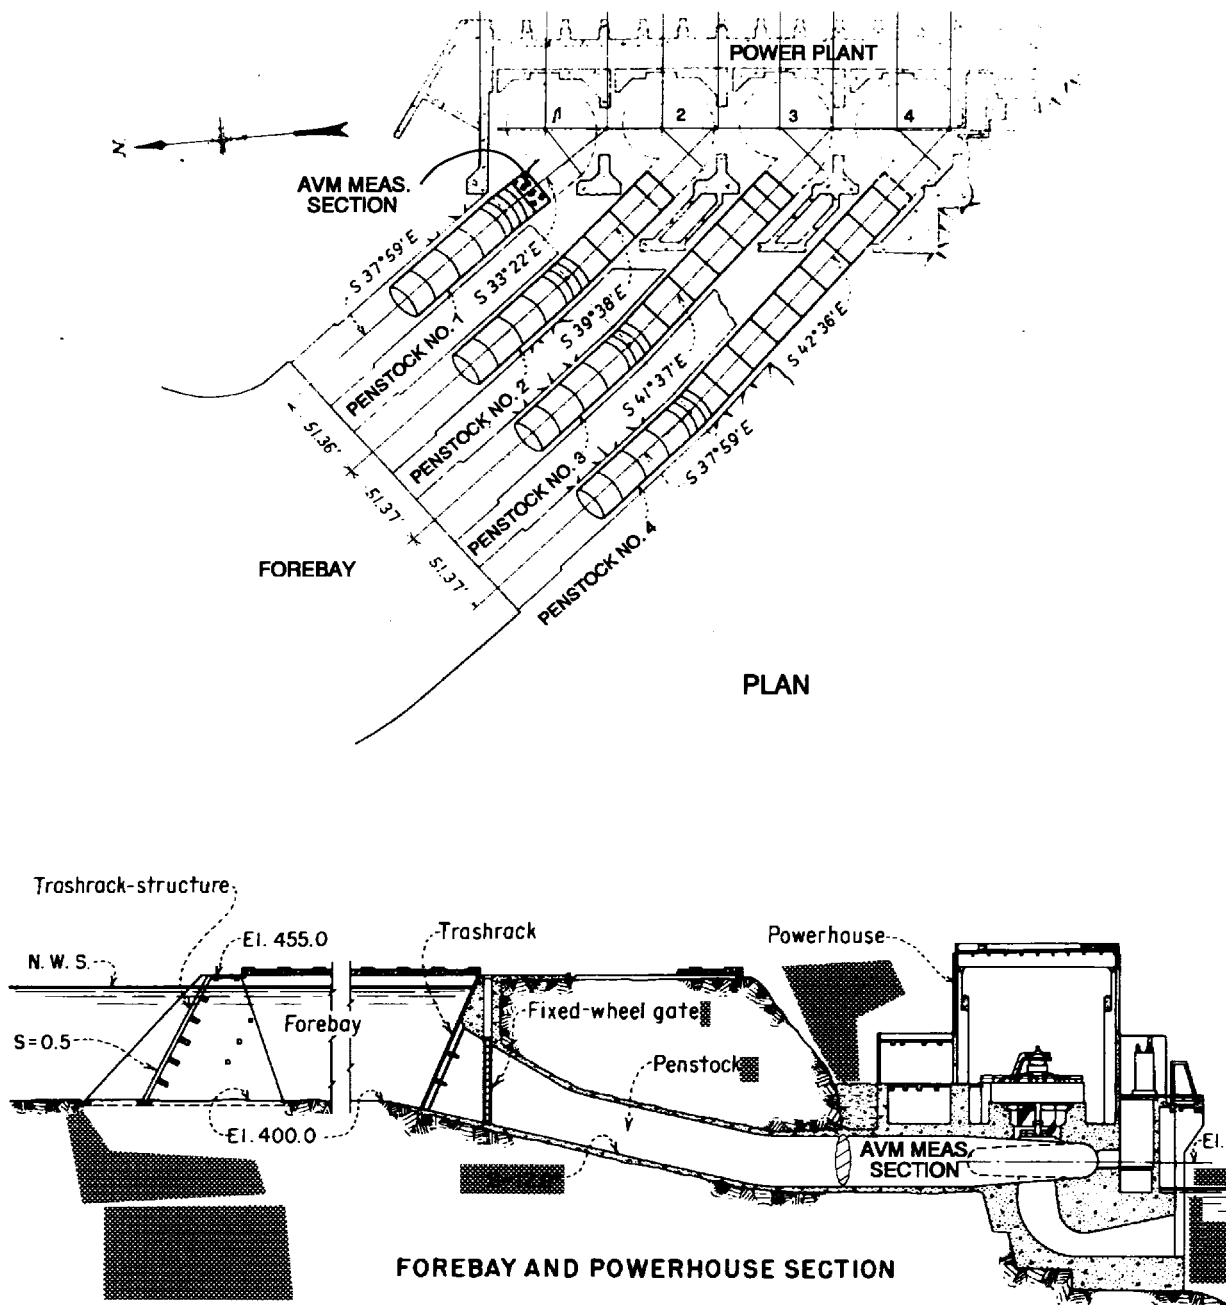 POWER PLANT
1
2
3
4
N
AVM MEAS.
SECTION
S 37°59'E
S 33°22'E
S 39°38'E
S 41°37'E
S 42°36'E
S 37°59'E
PENSTOCK NO. 1
PENSTOCK NO. 2
PENSTOCK NO. 3
PENSTOCK NO. 4
51.36'
51.37'
51.37'
FOREBAY
PLAN
Trashrack-structure
El. 455.0
Trashrack
Powerhouse
N. W. S.
Forebay
Fixed-wheel gate
S=0.5
Penstock
El. 400.0
AVM MEAS.
SECTION
El.
FOREBAY AND POWERHOUSE SECTION